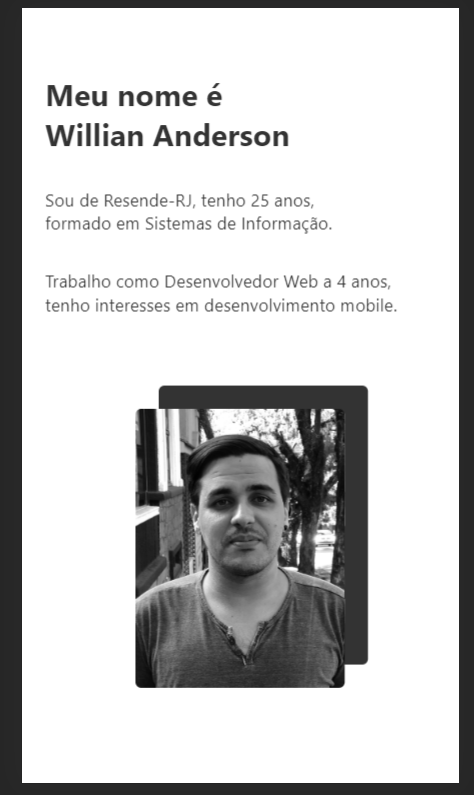 Meu nome é
Willian Anderson
Sou de Resende-RJ, tenho 25 anos,
formado em Sistemas de Informação.
Trabalho como Desenvolvedor Web a 4 anos,
tenho interesses em desenvolvimento mobile.